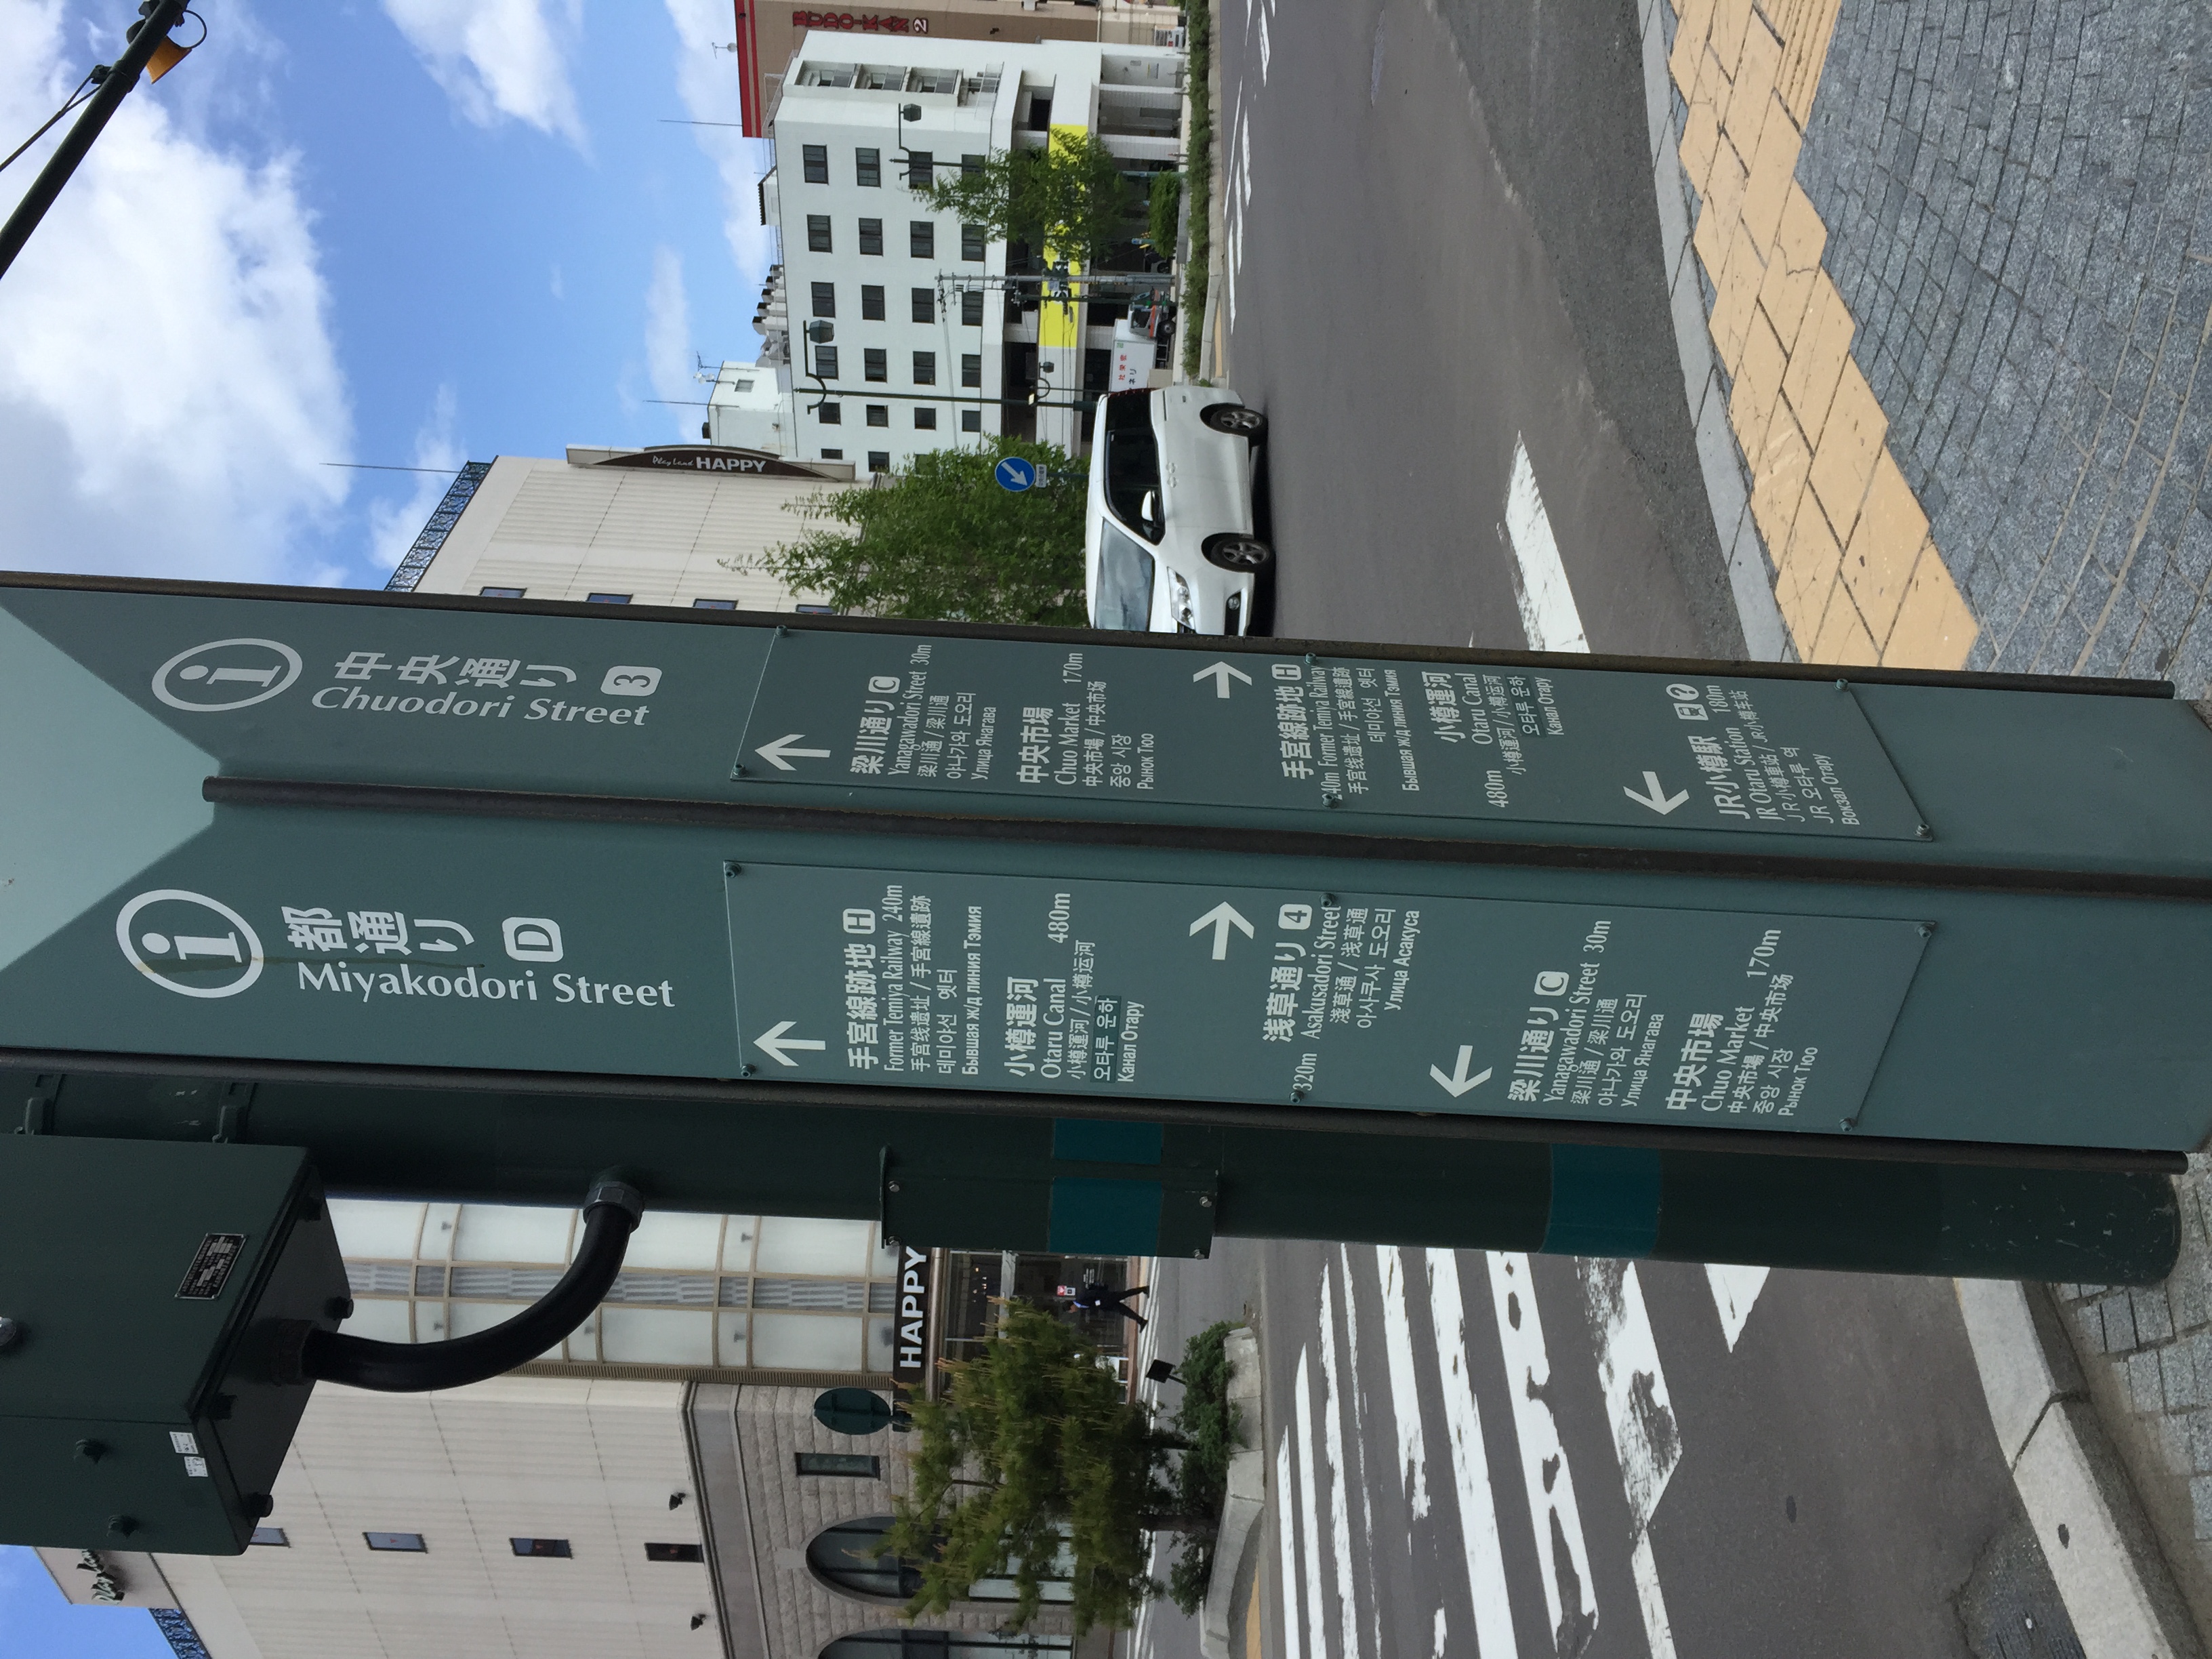 都通り D
Miyakodori Street
手宮線跡地 H
Former Temiya Railway 240m
手宫线遗址 / 手宮線遺跡
데미야선 옛터
Бывшая ж/д линия Тэмия
小樽運河
Otaru Canal 480m
小樽運河 / 小樽运河
오타루 운하
Канал Отару
浅草通り 4
320m Asakusadori Street
淺草通 / 浅草通
아사쿠사 도오리
Улица Асакуса
梁川通り C
Yanagawadori Street 30m
梁川通 / 梁川通
야나가와 도오리
Улица Янагава
中央市場
Chuo Market 170m
中央市場 / 中央市场
중앙 시장
Рынок Тюо
中央通り 3
Chuodori Street
梁川通り C
Yanagawadori Street 30m
梁川通 / 梁川通
야나가와 도오리
Улица Янагава
中央市場
Chuo Market 170m
中央市場 / 中央市场
중앙 시장
Рынок Тюо
手宮線跡地 H
240m Former Temiya Railway
手宫线遗址 / 手宮線遺跡
데미야선 옛터
Бывшая ж/д линия Тэмия
小樽運河
Otaru Canal
480m 小樽運河 / 小樽运河
오타루 운하
Канал Отару
JR小樽駅
JR Otaru Station 180m
JR小樽車站 / JR小樽车站
JR 오타루 역
Вокзал Отару
HAPPY
Play Land HAPPY
BUDO-KAN 2